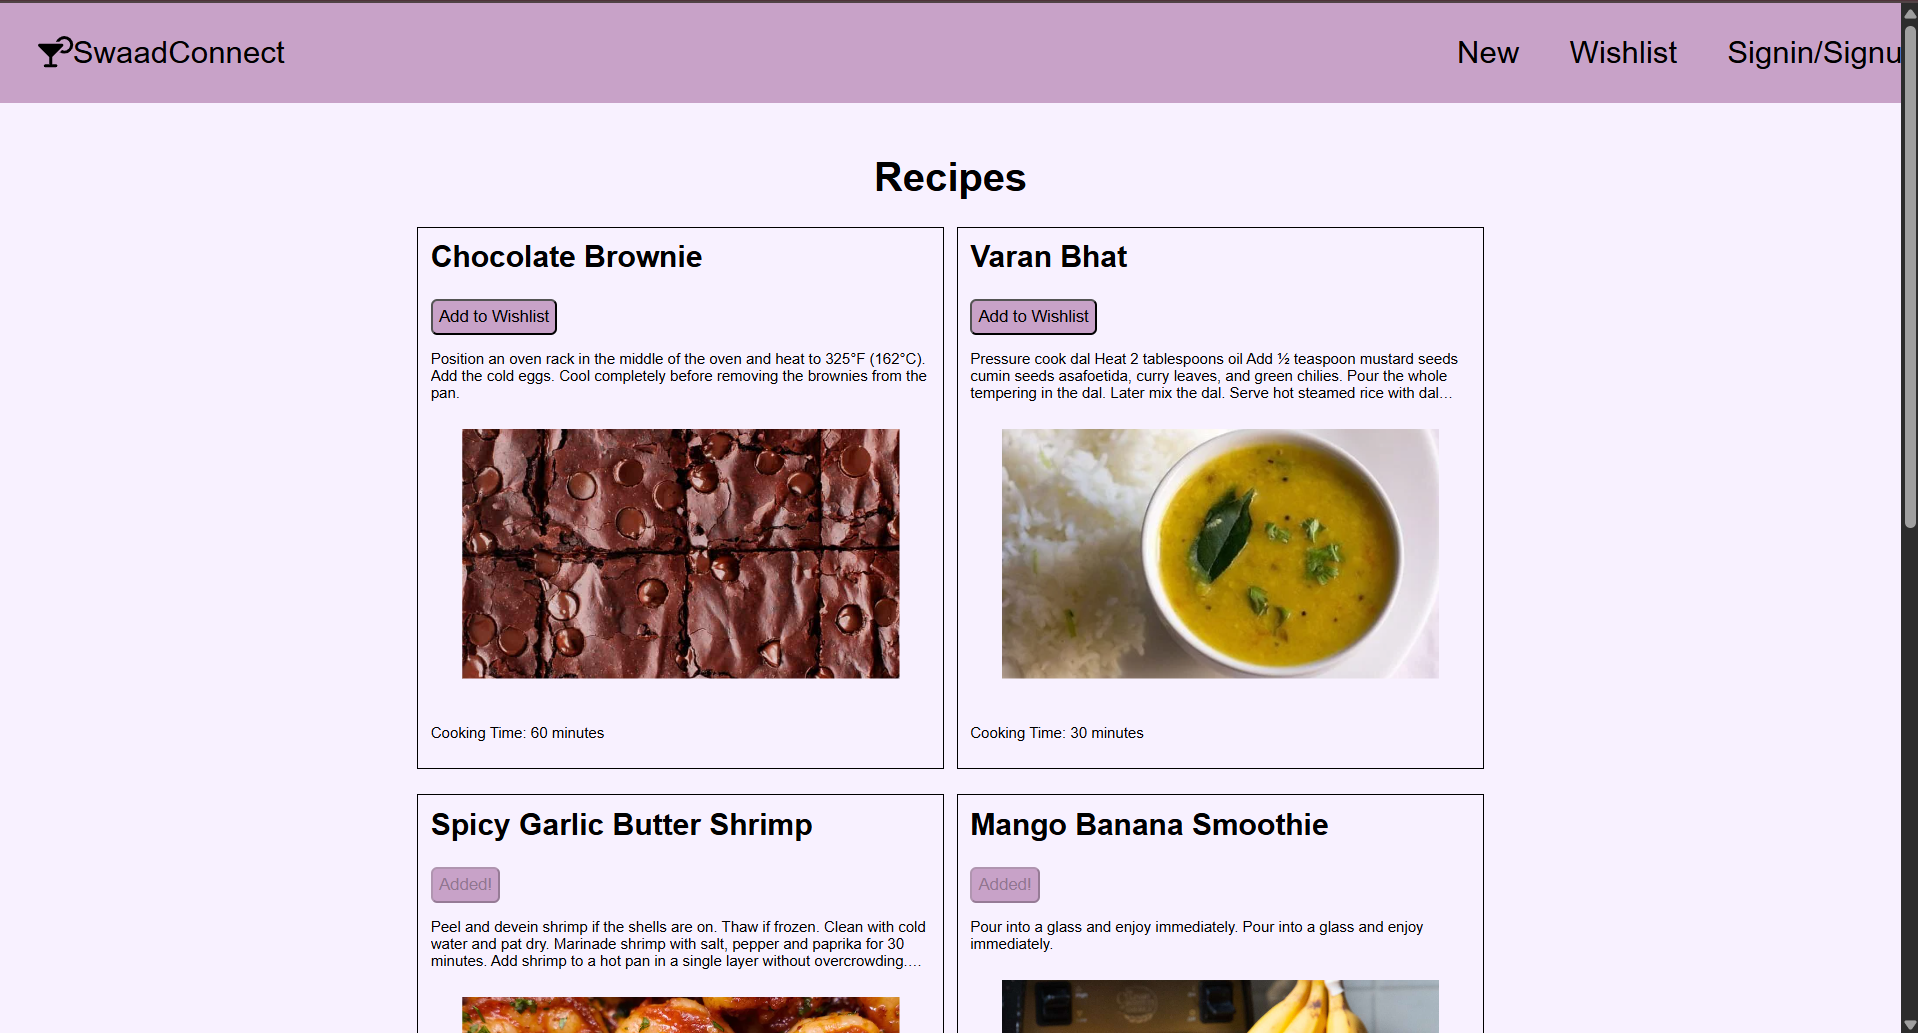 SwaadConnect
New
Wishlist
Signin/Signu
Recipes
Chocolate Brownie
Add to Wishlist
Position an oven rack in the middle of the oven and heat to 325°F (162°C).
Add the cold eggs. Cool completely before removing the brownies from the
pan.
Cooking Time: 60 minutes
Varan Bhat
Add to Wishlist
Pressure cook dal Heat 2 tablespoons oil Add ½ teaspoon mustard seeds
cumin seeds asafoetida, curry leaves, and green chilies. Pour the whole
tempering in the dal. Later mix the dal. Serve hot steamed rice with dal…
Cooking Time: 30 minutes
Spicy Garlic Butter Shrimp
Added!
Peel and devein shrimp if the shells are on. Thaw if frozen. Clean with cold
water and pat dry. Marinade shrimp with salt, pepper and paprika for 30
minutes. Add shrimp to a hot pan in a single layer without overcrowding.…
Mango Banana Smoothie
Added!
Pour into a glass and enjoy immediately. Pour into a glass and enjoy
immediately.